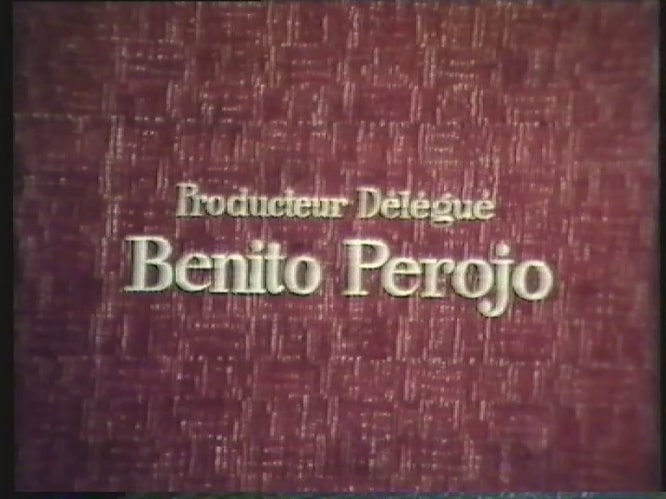 Producteur Délégué
Benito Perojo